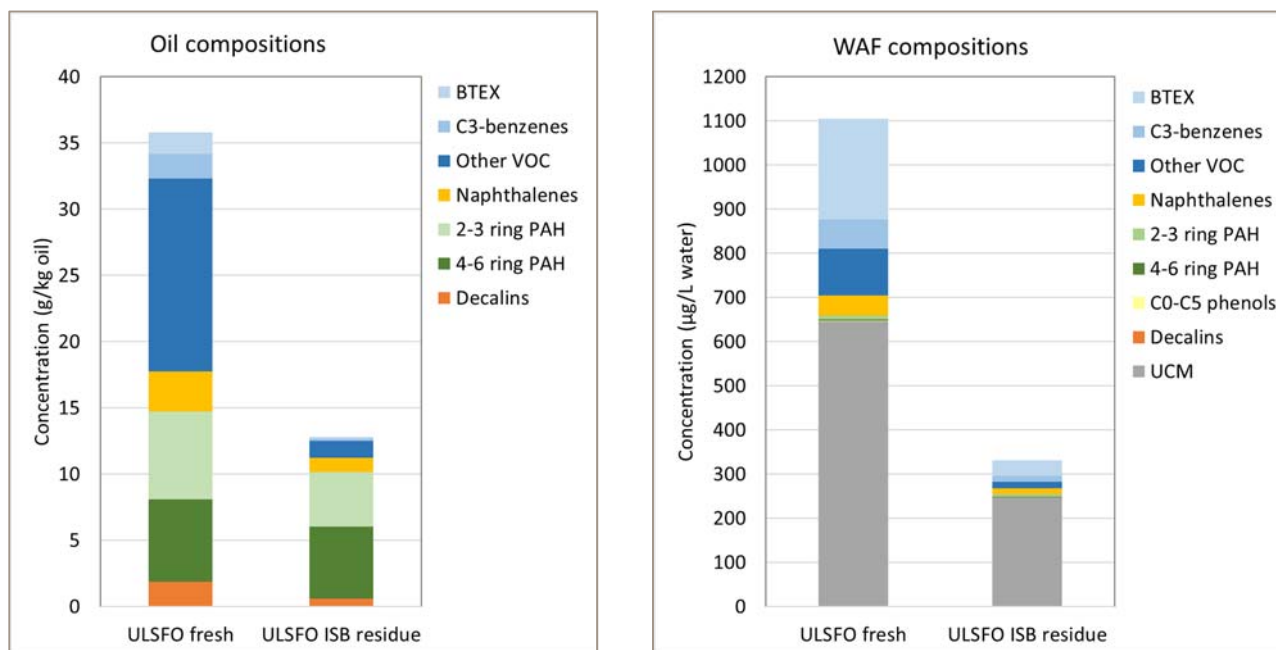 Oil compositions
Concentration (g/kg oil)
40
35
30
25
20
15
10
5
0
ULSFO fresh
ULSFO ISB residue
BTEX
C3-benzenes
Other VOC
Naphthalenes
2-3 ring PAH
4-6 ring PAH
Decalins
WAF compositions
Concentration (µg/L water)
1200
1100
1000
900
800
700
600
500
400
300
200
100
0
ULSFO fresh
ULSFO ISB residue
BTEX
C3-benzenes
Other VOC
Naphthalenes
2-3 ring PAH
4-6 ring PAH
C0-C5 phenols
Decalins
UCM